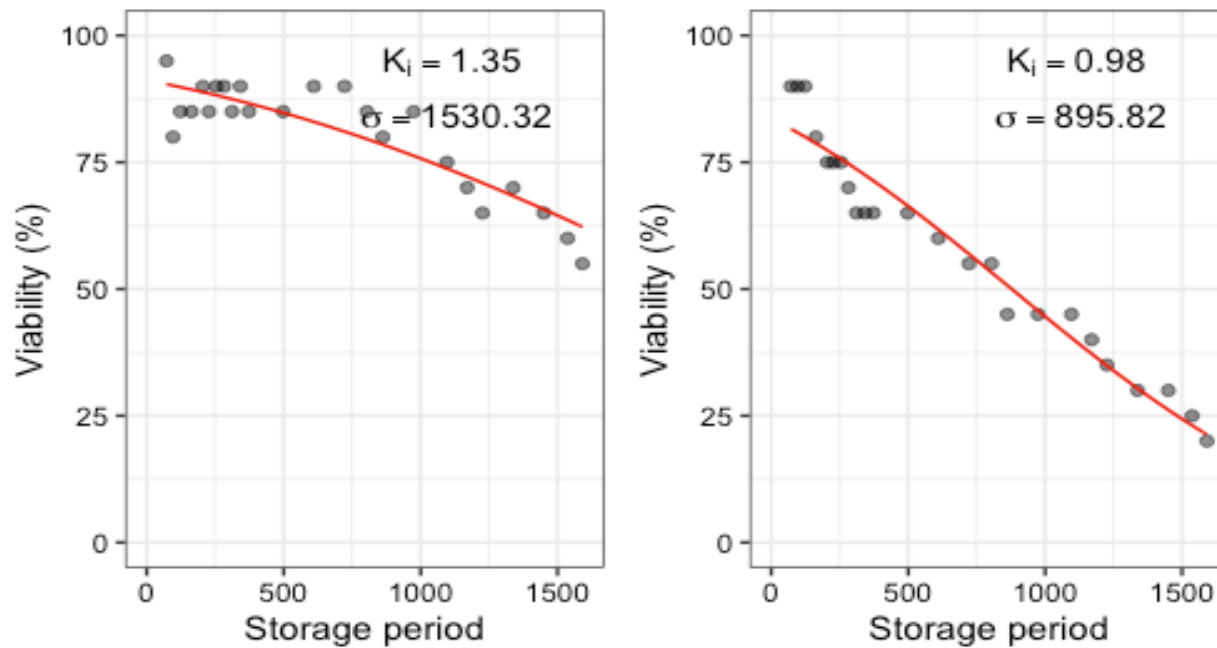 Viability (%)
100
75
50
25
0
Kᵢ = 1.35
σ = 1530.32
0 500 1000 1500
Storage period
Viability (%)
100
75
50
25
0
Kᵢ = 0.98
σ = 895.82
0 500 1000 1500
Storage period